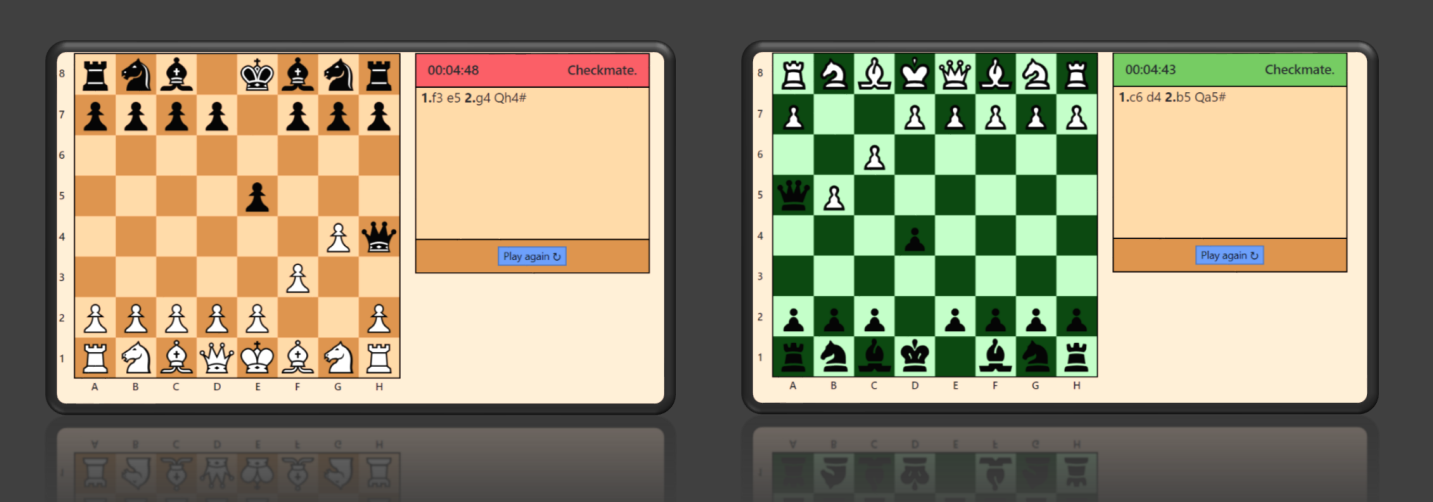 8
7
6
5
4
3
2
1
A B C D E F G H
00:04:48 Checkmate.
1.f3 e5 2.g4 Qh4#
Play again ↻
8
7
6
5
4
3
2
1
A B C D E F G H
00:04:43 Checkmate.
1.c6 d4 2.b5 Qa5#
Play again ↻